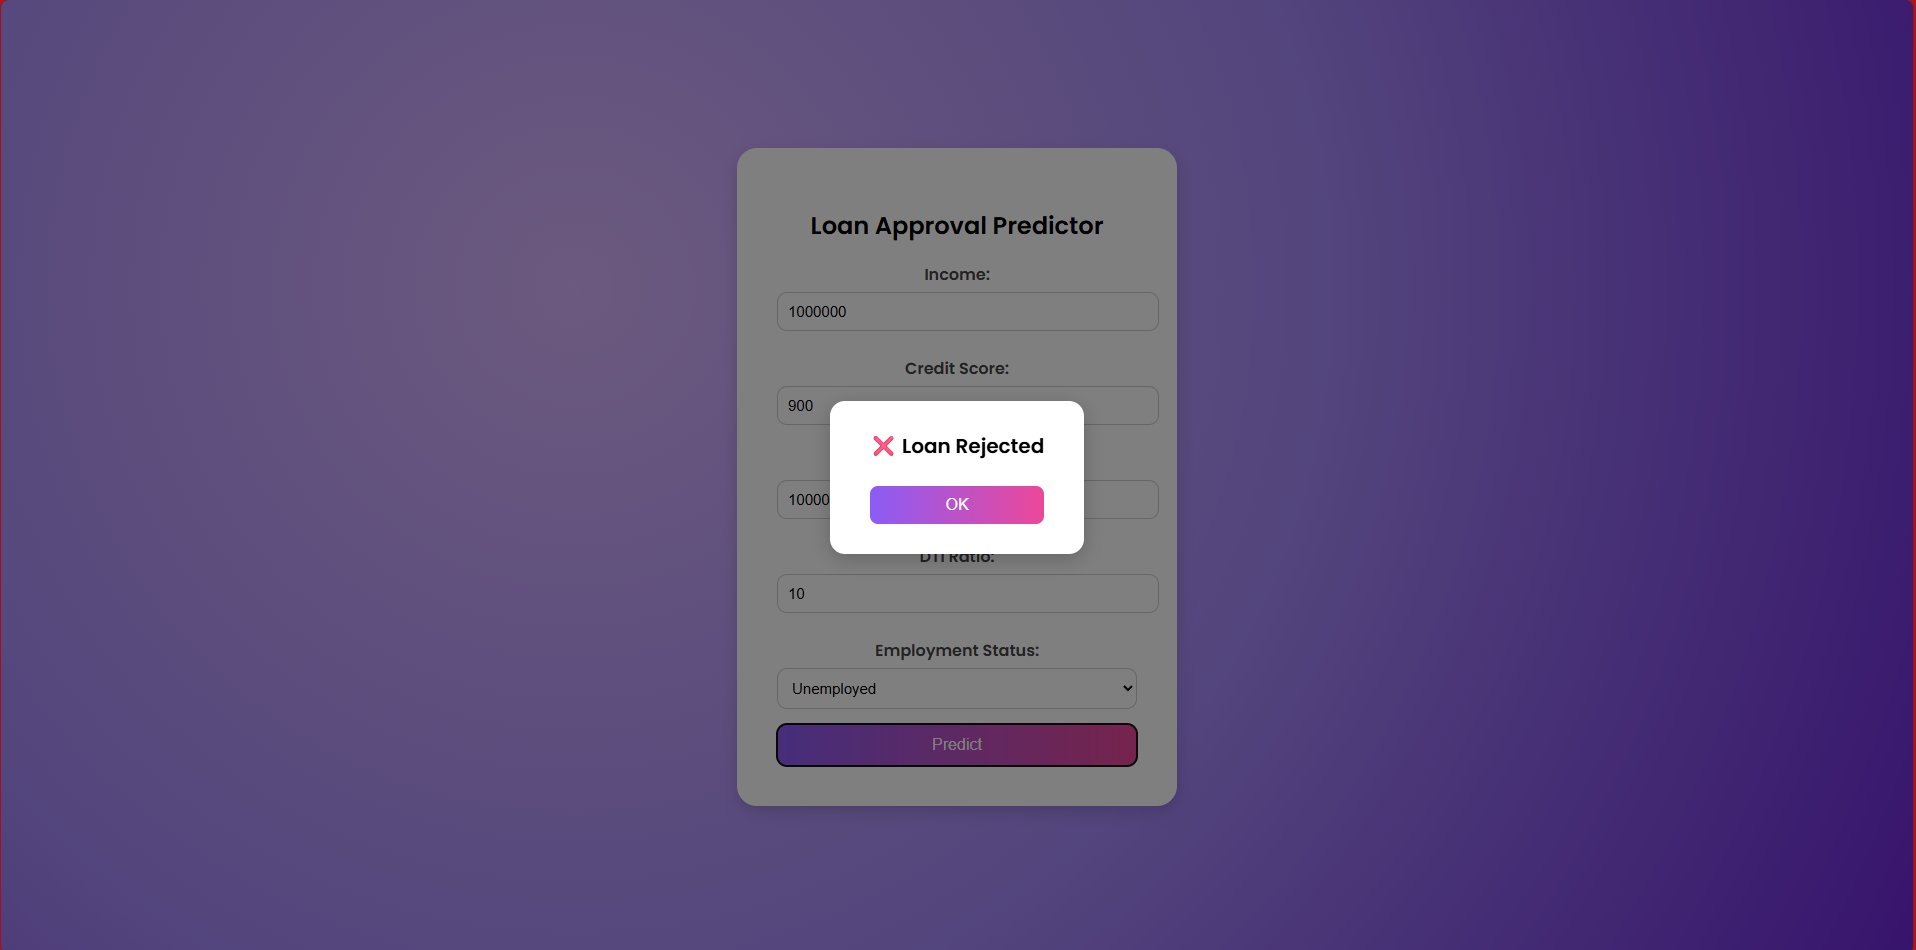 Loan Approval Predictor
Income:
1000000
Credit Score:
900
❌ Loan Rejected
OK
10000
DTI Ratio:
10
Employment Status:
Unemployed
Predict